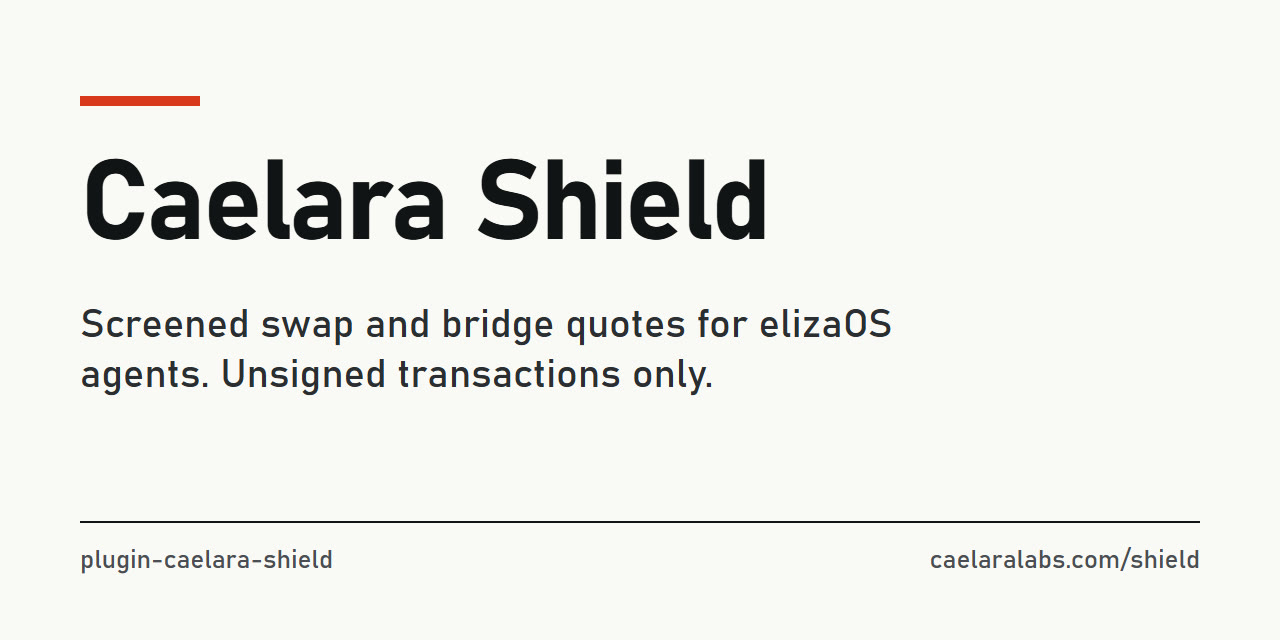 Caelara Shield
Screened swap and bridge quotes for elizaOS
agents. Unsigned transactions only.
plugin-caelara-shield
caelaralabs.com/shield